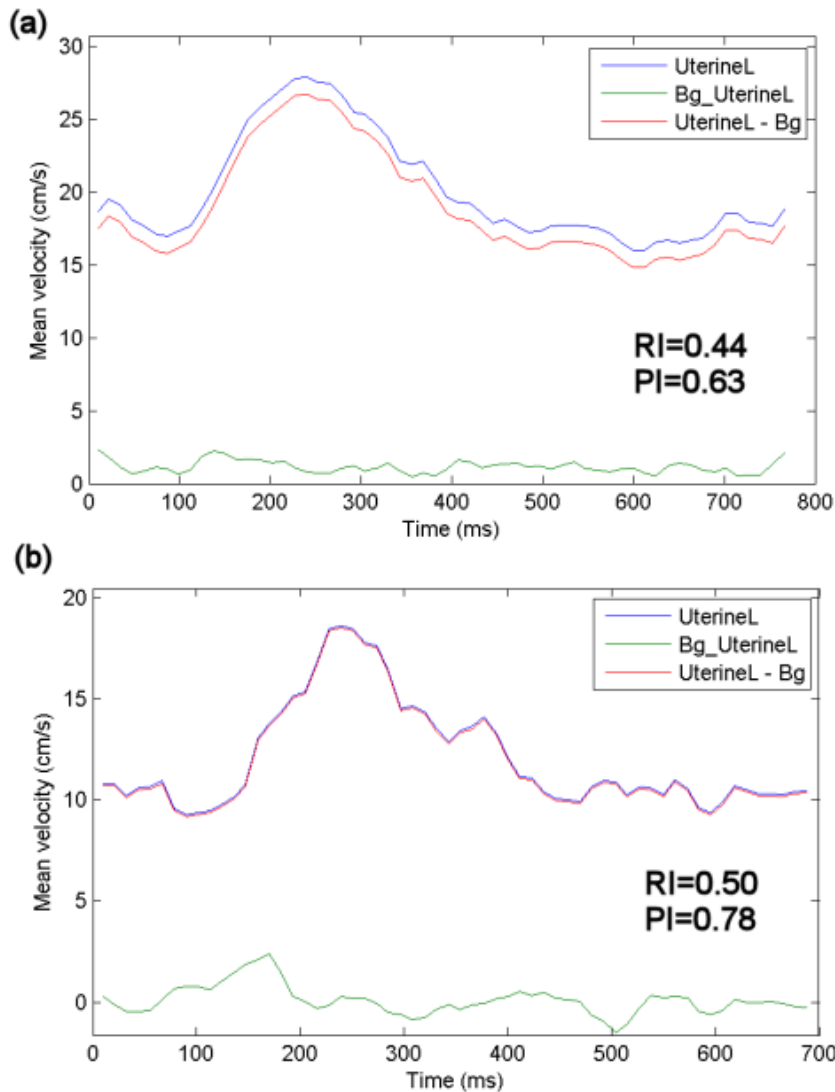 (a)
30
25
20
15
10
5
0
Mean velocity (cm/s)
UterineL
Bg_UterineL
UterineL - Bg
RI=0.44
PI=0.63
0 100 200 300 400 500 600 700 800
Time (ms)
(b)
20
15
10
5
0
Mean velocity (cm/s)
UterineL
Bg_UterineL
UterineL - Bg
RI=0.50
PI=0.78
0 100 200 300 400 500 600 700
Time (ms)